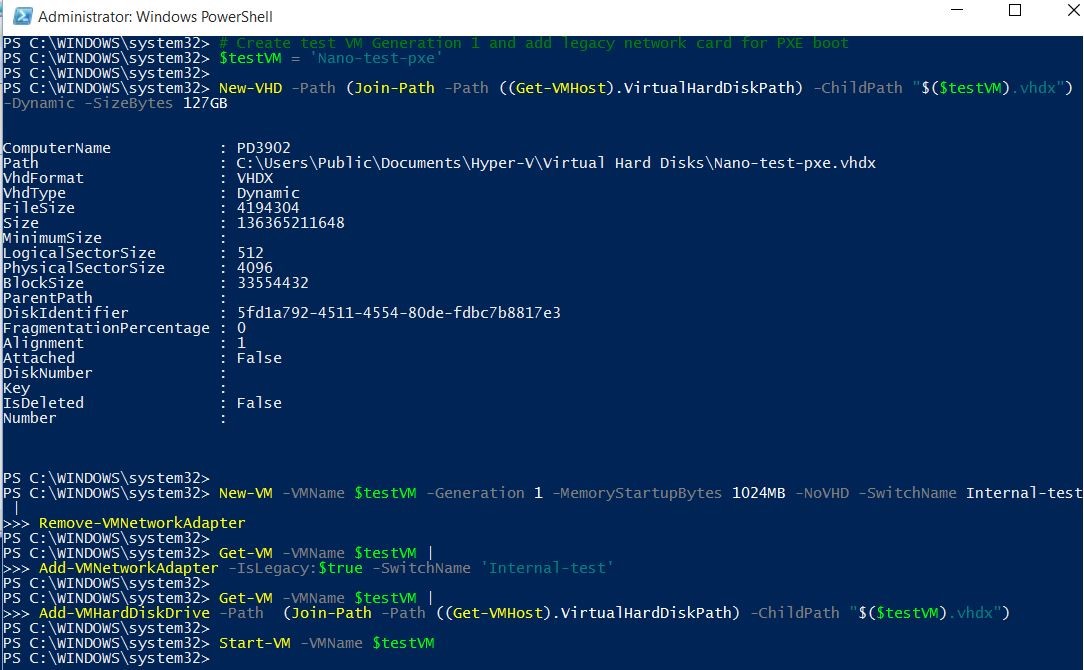 Administrator: Windows PowerShell
PS C:\WINDOWS\system32> # Create test VM Generation 1 and add legacy network card for PXE boot
PS C:\WINDOWS\system32> $testVM = 'Nano-test-pxe'
PS C:\WINDOWS\system32>
PS C:\WINDOWS\system32> New-VHD -Path (Join-Path -Path ((Get-VMHost).VirtualHardDiskPath) -ChildPath "$($testVM).vhdx")
-Dynamic -SizeBytes 127GB
ComputerName : PD3902
Path : C:\Users\Public\Documents\Hyper-V\Virtual Hard Disks\Nano-test-pxe.vhdx
VhdFormat : VHDX
VhdType : Dynamic
FileSize : 4194304
Size : 136365211648
MinimumSize :
LogicalSectorSize : 512
PhysicalSectorSize : 4096
BlockSize : 33554432
ParentPath :
DiskIdentifier : 5fd1a792-4511-4554-80de-fdbc7b8817e3
FragmentationPercentage : 0
Alignment : 1
Attached : False
DiskNumber :
Key :
IsDeleted : False
Number :
PS C:\WINDOWS\system32>
PS C:\WINDOWS\system32> New-VM -VMName $testVM -Generation 1 -MemoryStartupBytes 1024MB -NoVHD -SwitchName Internal-test
|
>>> Remove-VMNetworkAdapter
PS C:\WINDOWS\system32>
PS C:\WINDOWS\system32> Get-VM -VMName $testVM |
>>> Add-VMNetworkAdapter -IsLegacy:$true -SwitchName 'Internal-test'
PS C:\WINDOWS\system32>
PS C:\WINDOWS\system32> Get-VM -VMName $testVM |
>>> Add-VMHardDiskDrive -Path (Join-Path -Path ((Get-VMHost).VirtualHardDiskPath) -ChildPath "$($testVM).vhdx")
PS C:\WINDOWS\system32>
PS C:\WINDOWS\system32> Start-VM -VMName $testVM
PS C:\WINDOWS\system32>